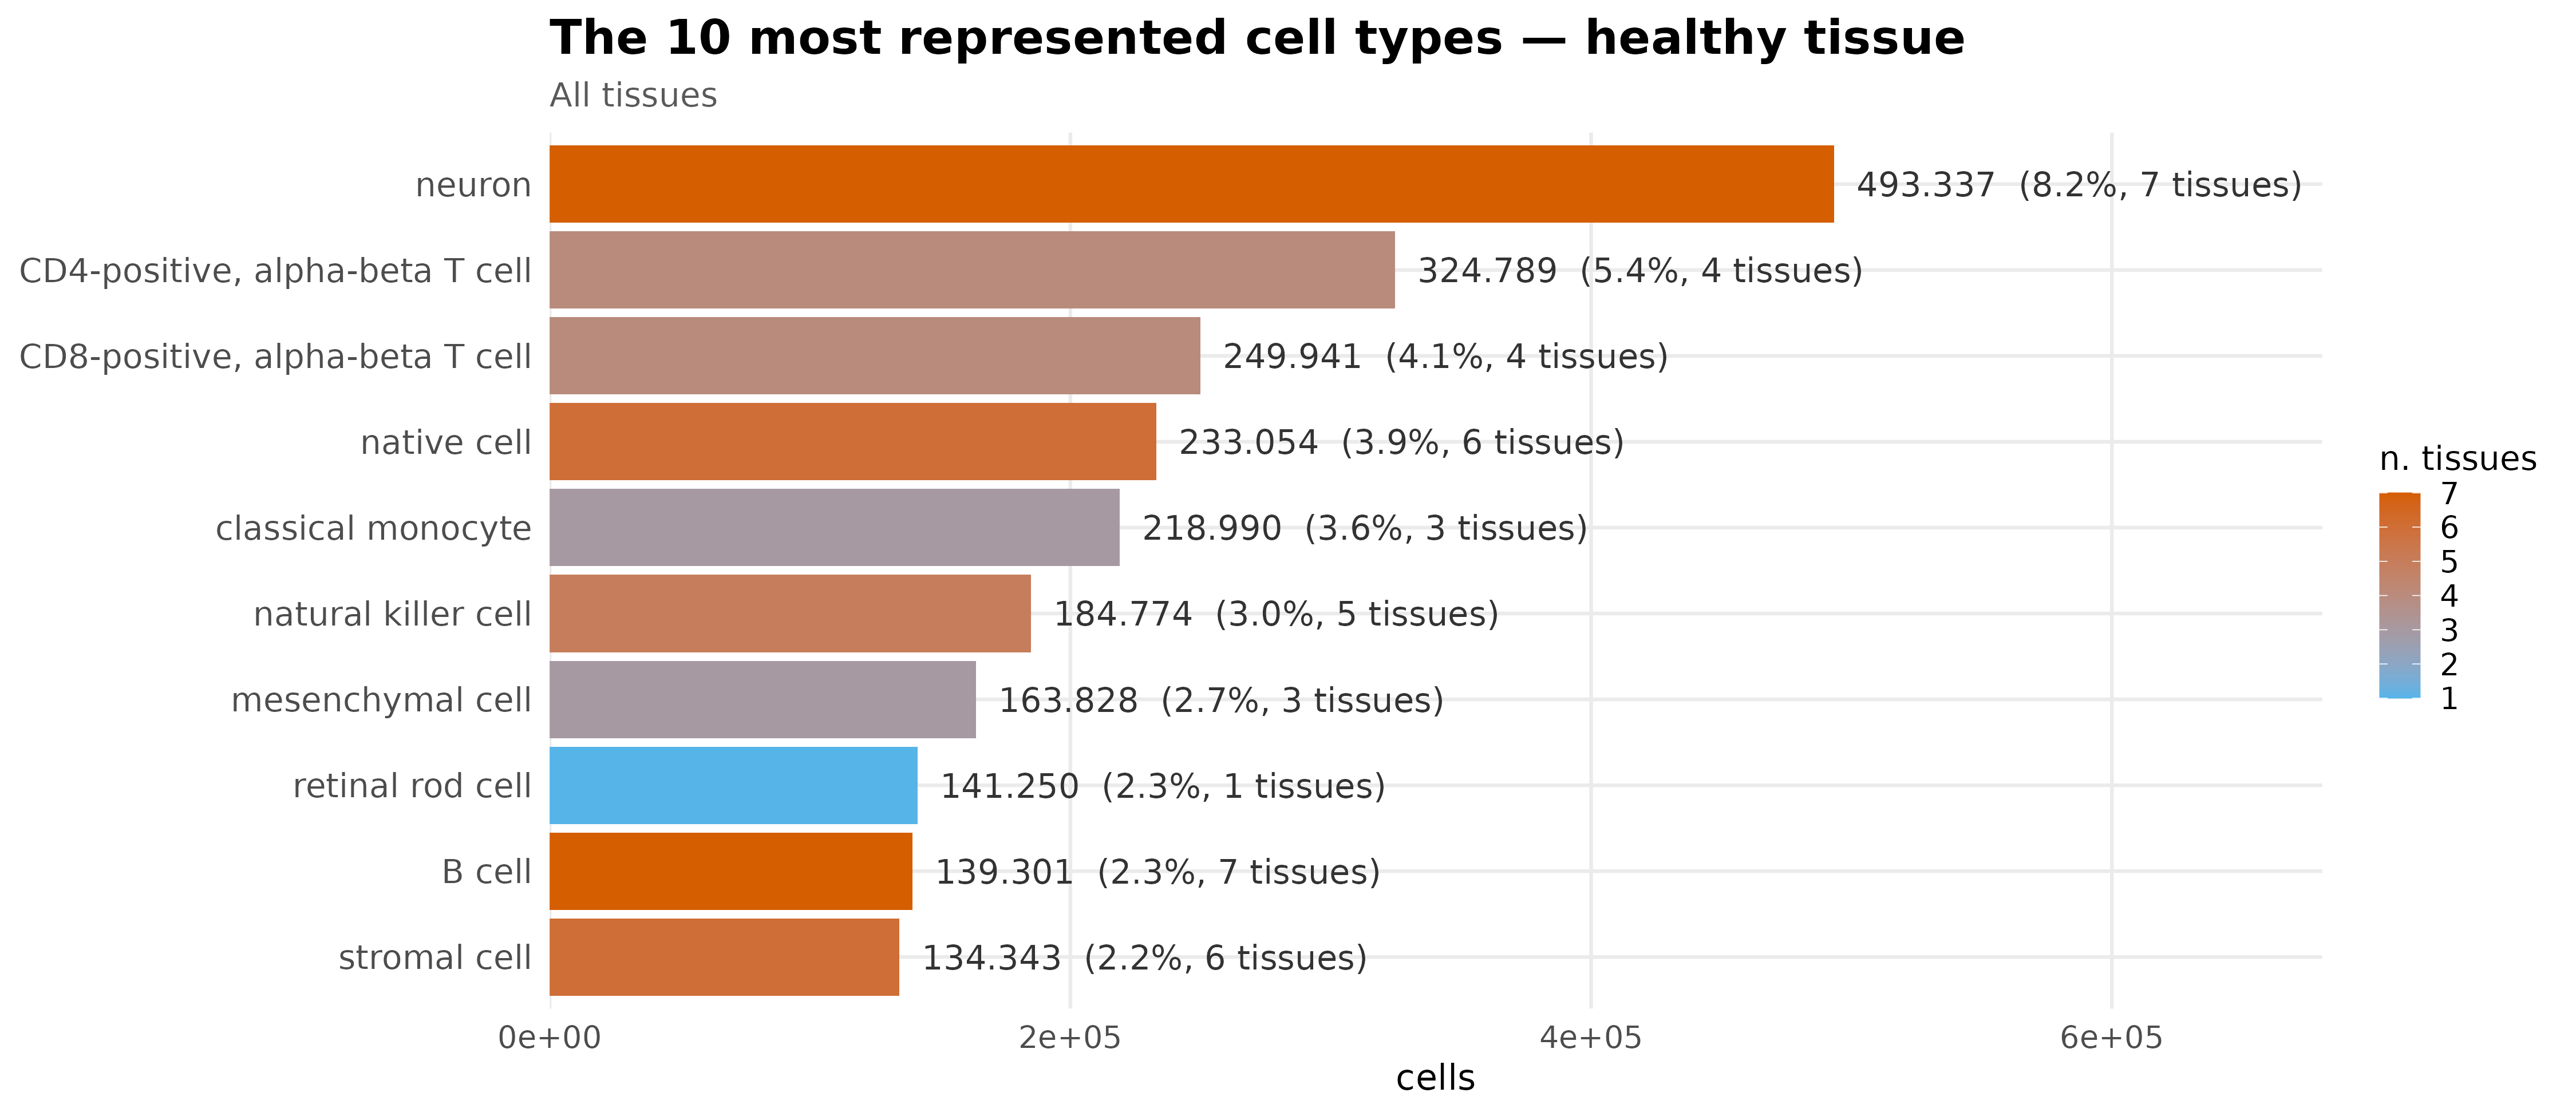 The 10 most represented cell types — healthy tissue
All tissues
neuron 493.337 (8.2%, 7 tissues)
CD4-positive, alpha-beta T cell 324.789 (5.4%, 4 tissues)
CD8-positive, alpha-beta T cell 249.941 (4.1%, 4 tissues)
native cell 233.054 (3.9%, 6 tissues)
classical monocyte 218.990 (3.6%, 3 tissues)
natural killer cell 184.774 (3.0%, 5 tissues)
mesenchymal cell 163.828 (2.7%, 3 tissues)
retinal rod cell 141.250 (2.3%, 1 tissues)
B cell 139.301 (2.3%, 7 tissues)
stromal cell 134.343 (2.2%, 6 tissues)
0e+00 2e+05 4e+05 6e+05
cells
n. tissues
7
6
5
4
3
2
1